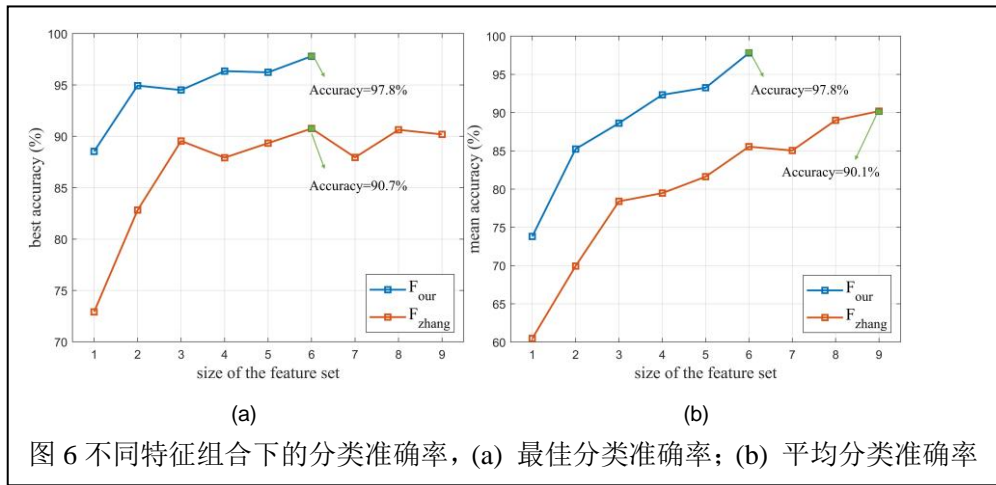 100
95
90
85
80
75
70
best accuracy (%)
Accuracy=97.8%
Accuracy=90.7%
F_our
F_zhang
1 2 3 4 5 6 7 8 9
size of the feature set
(a)
100
95
90
85
80
75
70
65
60
mean accuracy (%)
Accuracy=97.8%
Accuracy=90.1%
F_our
F_zhang
1 2 3 4 5 6 7 8 9
size of the feature set
(b)
图 6 不同特征组合下的分类准确率，(a) 最佳分类准确率；(b) 平均分类准确率